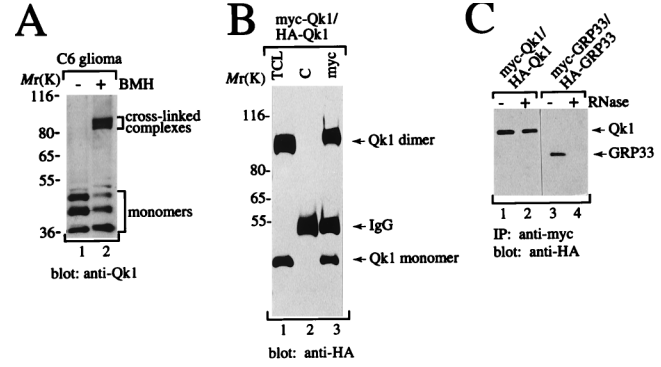 A
C6 glioma
- + BMH
Mr(K)
116-
80-
65-
55-
36-
cross-linked
complexes
monomers
1 2
blot: anti-Qk1
B
myc-Qk1/
HA-Qk1
TCL
C
myc
Mr(K)
116-
80-
65-
55-
Qk1 dimer
IgG
Qk1 monomer
1 2 3
blot: anti-HA
C
myc-Qk1/
HA-Qk1
myc-GRP33/
HA-GRP33
- + - + RNase
Qk1
GRP33
1 2 3 4
IP: anti-myc
blot: anti-HA